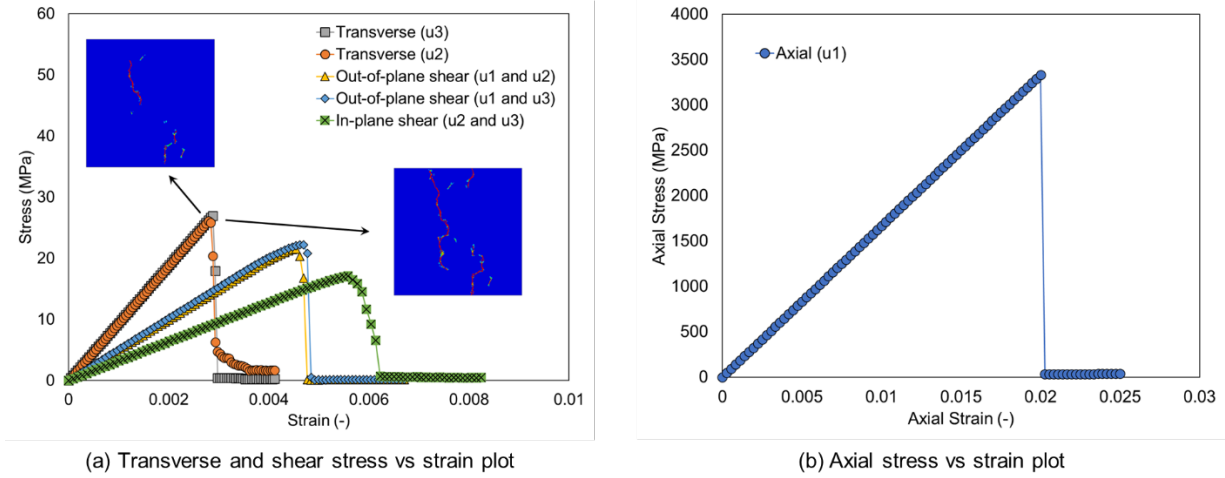 60
50
40
30
20
10
0
Stress (MPa)
Transverse (u3)
Transverse (u2)
Out-of-plane shear (u1 and u2)
Out-of-plane shear (u1 and u3)
In-plane shear (u2 and u3)
0 0.002 0.004 0.006 0.008 0.01
Strain (-)
(a) Transverse and shear stress vs strain plot
4000
3500
3000
2500
2000
1500
1000
500
0
Axial Stress (MPa)
Axial (u1)
0 0.005 0.01 0.015 0.02 0.025 0.03
Axial Strain (-)
(b) Axial stress vs strain plot